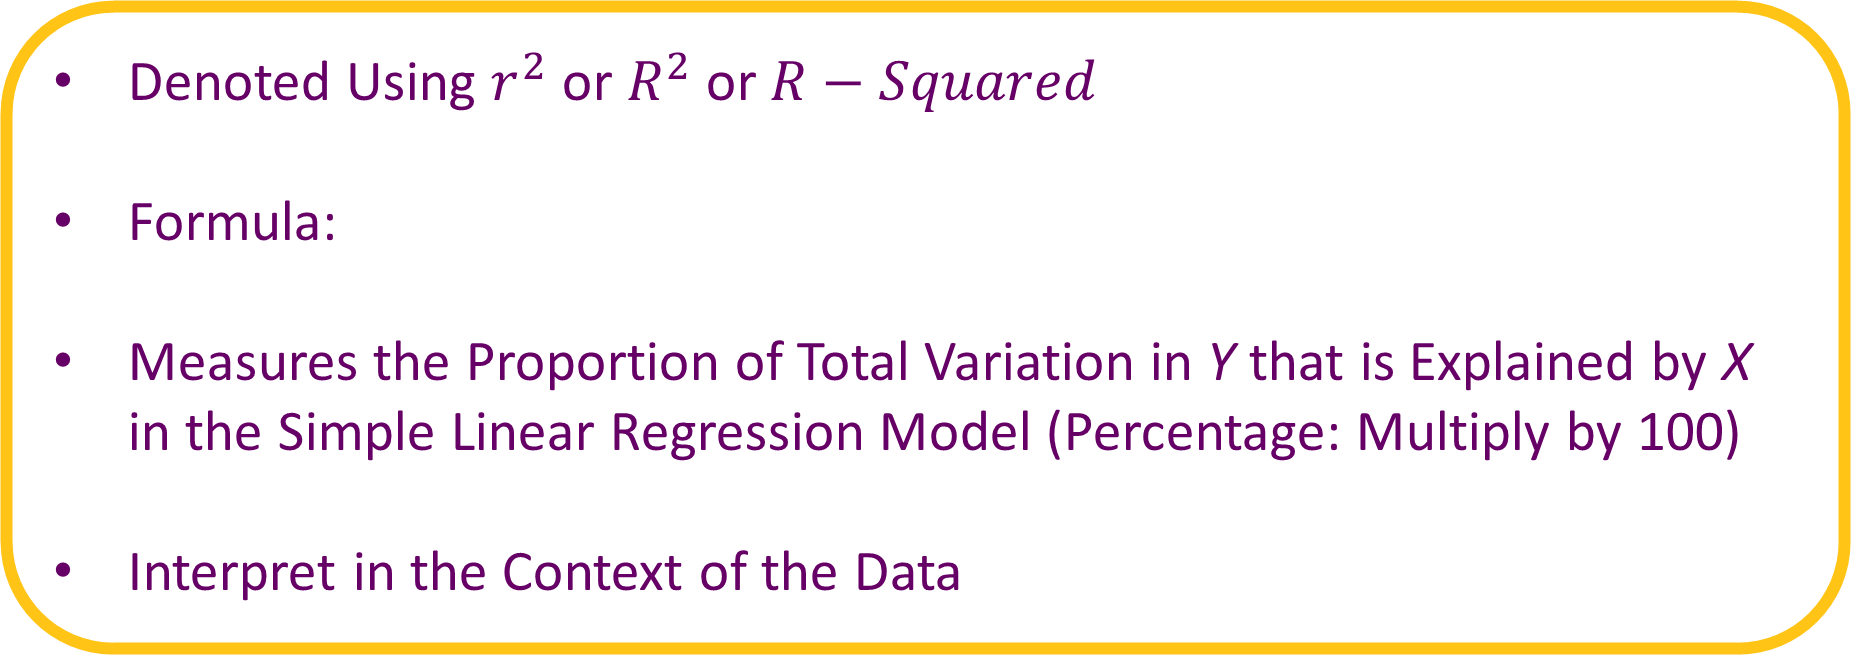 • Denoted Using r² or R² or R − Squared
• Formula:
• Measures the Proportion of Total Variation in Y that is Explained by X
in the Simple Linear Regression Model (Percentage: Multiply by 100)
• Interpret in the Context of the Data